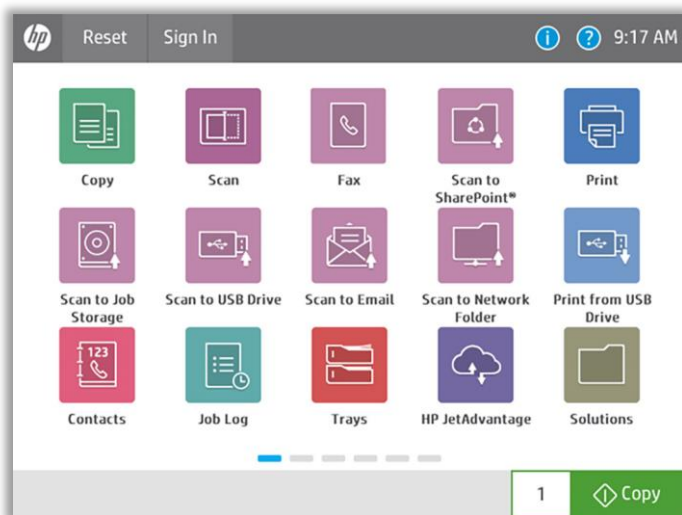 hp Reset Sign In i ? 9:17 AM
Copy Scan Fax Scan to Print
SharePoint®
Scan to Job Scan to USB Drive Scan to Email Scan to Network Print from USB
Storage Folder Drive
123
Contacts Job Log Trays HP JetAdvantage Solutions
1 Copy